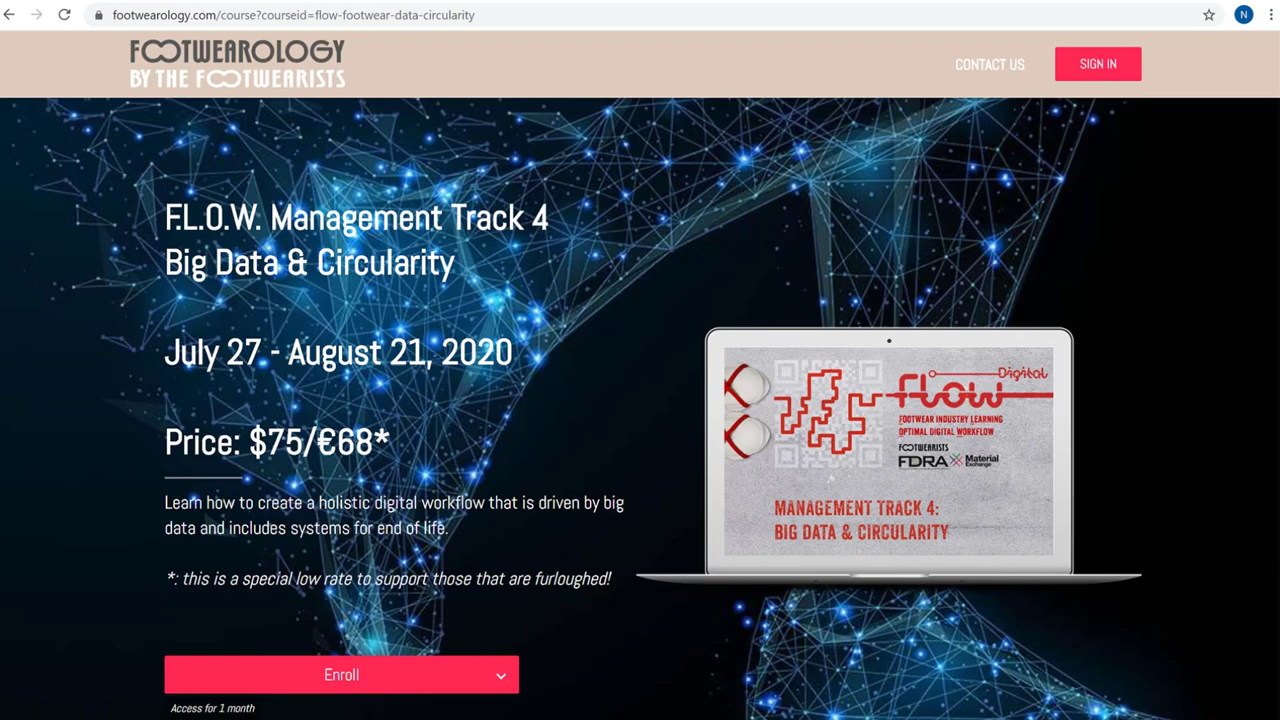 footwearology.com/course?courseid=flow-footwear-data-circularity
N
FOOTWEAROLOGY
BY THE FOOTWEARISTS
CONTACT US
SIGN IN
F.L.O.W. Management Track 4
Big Data & Circularity
July 27 - August 21, 2020
Price: $75/€68*
Learn how to create a holistic digital workflow that is driven by big
data and includes systems for end of life.
*: this is a special low rate to support those that are furloughed!
Enroll
Access for 1 month
Digital
flow
FOOTWEAR INDUSTRY LEARNING
OPTIMAL DIGITAL WORKFLOW
FOOTWEARISTS
FDRA Material
Exchange
MANAGEMENT TRACK 4:
BIG DATA & CIRCULARITY